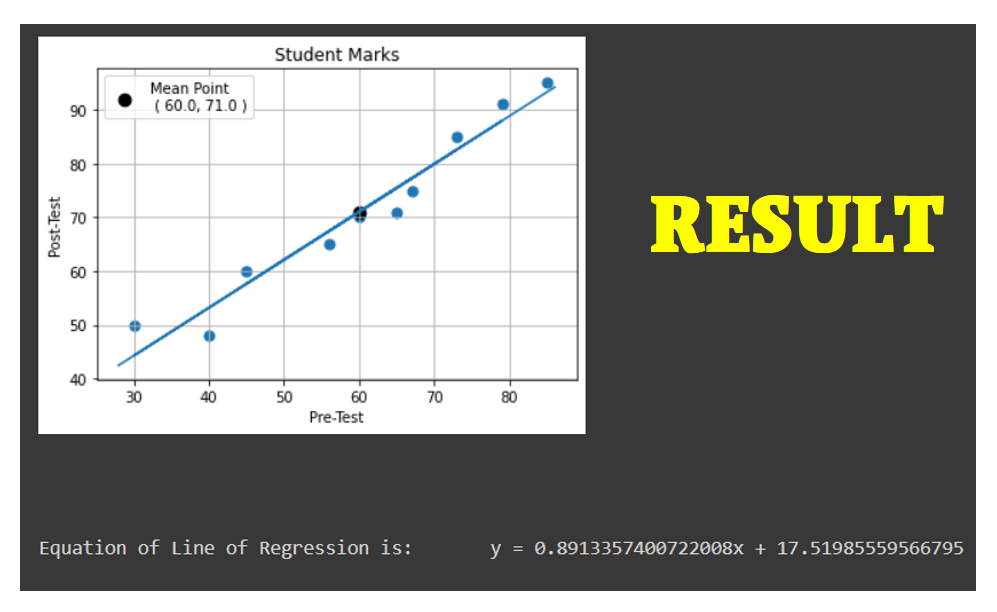 Student Marks
Mean Point
( 60.0, 71.0 )
90
80
70
60
50
40
Post-Test
30 40 50 60 70 80
Pre-Test
RESULT
Equation of Line of Regression is: y = 0.8913357400722008x + 17.51985559566795